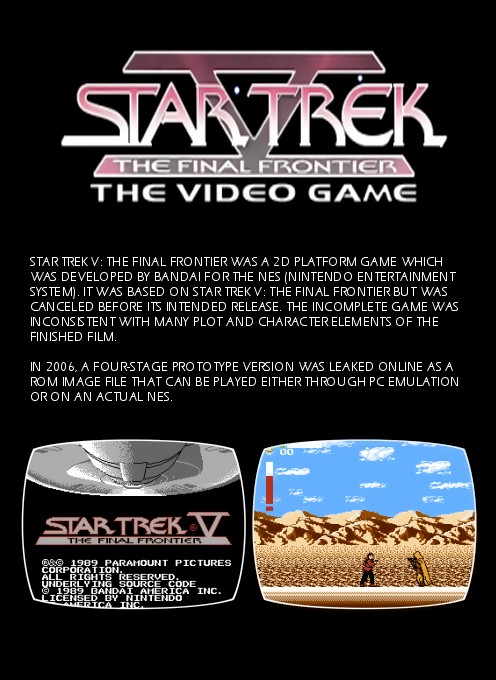 STAR TREK V
THE FINAL FRONTIER
THE VIDEO GAME
STAR TREK V: THE FINAL FRONTIER WAS A 2D PLATFORM GAME WHICH
WAS DEVELOPED BY BANDAI FOR THE NES (NINTENDO ENTERTAINMENT
SYSTEM). IT WAS BASED ON STAR TREK V: THE FINAL FRONTIER BUT WAS
CANCELED BEFORE ITS INTENDED RELEASE. THE INCOMPLETE GAME WAS
INCONSISTENT WITH MANY PLOT AND CHARACTER ELEMENTS OF THE
FINISHED FILM.
IN 2006, A FOUR-STAGE PROTOTYPE VERSION WAS LEAKED ONLINE AS A
ROM IMAGE FILE THAT CAN BE PLAYED EITHER THROUGH PC EMULATION
OR ON AN ACTUAL NES.
STAR TREK® V
THE FINAL FRONTIER
®&© 1989 PARAMOUNT PICTURES
CORPORATION.
ALL RIGHTS RESERVED.
UNDERLYING SOURCE CODE
© 1989 BANDAI AMERICA INC.
LICENSED BY NINTENDO
AMERICA INC.
00